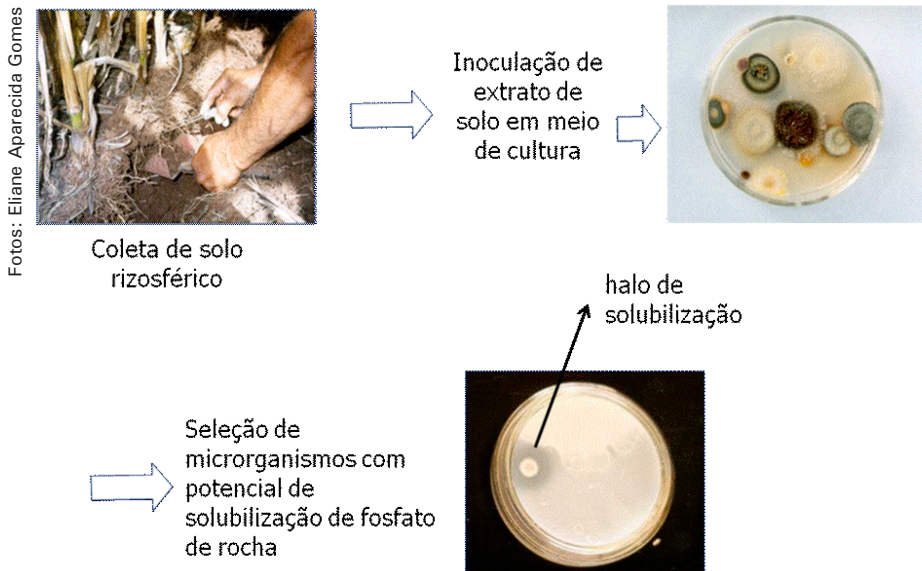 Fotos: Eliane Aparecida Gomes
Coleta de solo
rizosférico
Inoculação de
extrato de
solo em meio
de cultura
halo de
solubilização
Seleção de
microrganismos com
potencial de
solubilização de fosfato
de rocha